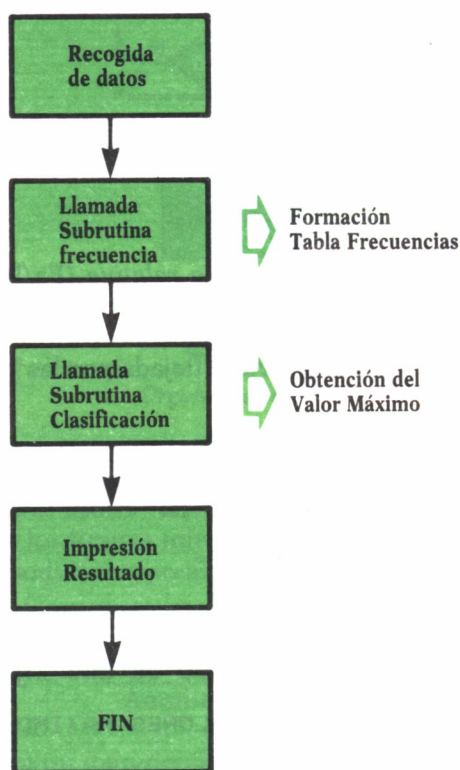 Recogida
de datos
Llamada
Subrutina
frecuencia
Formación
Tabla Frecuencias
Llamada
Subrutina
Clasificación
Obtención del
Valor Máximo
Impresión
Resultado
FIN